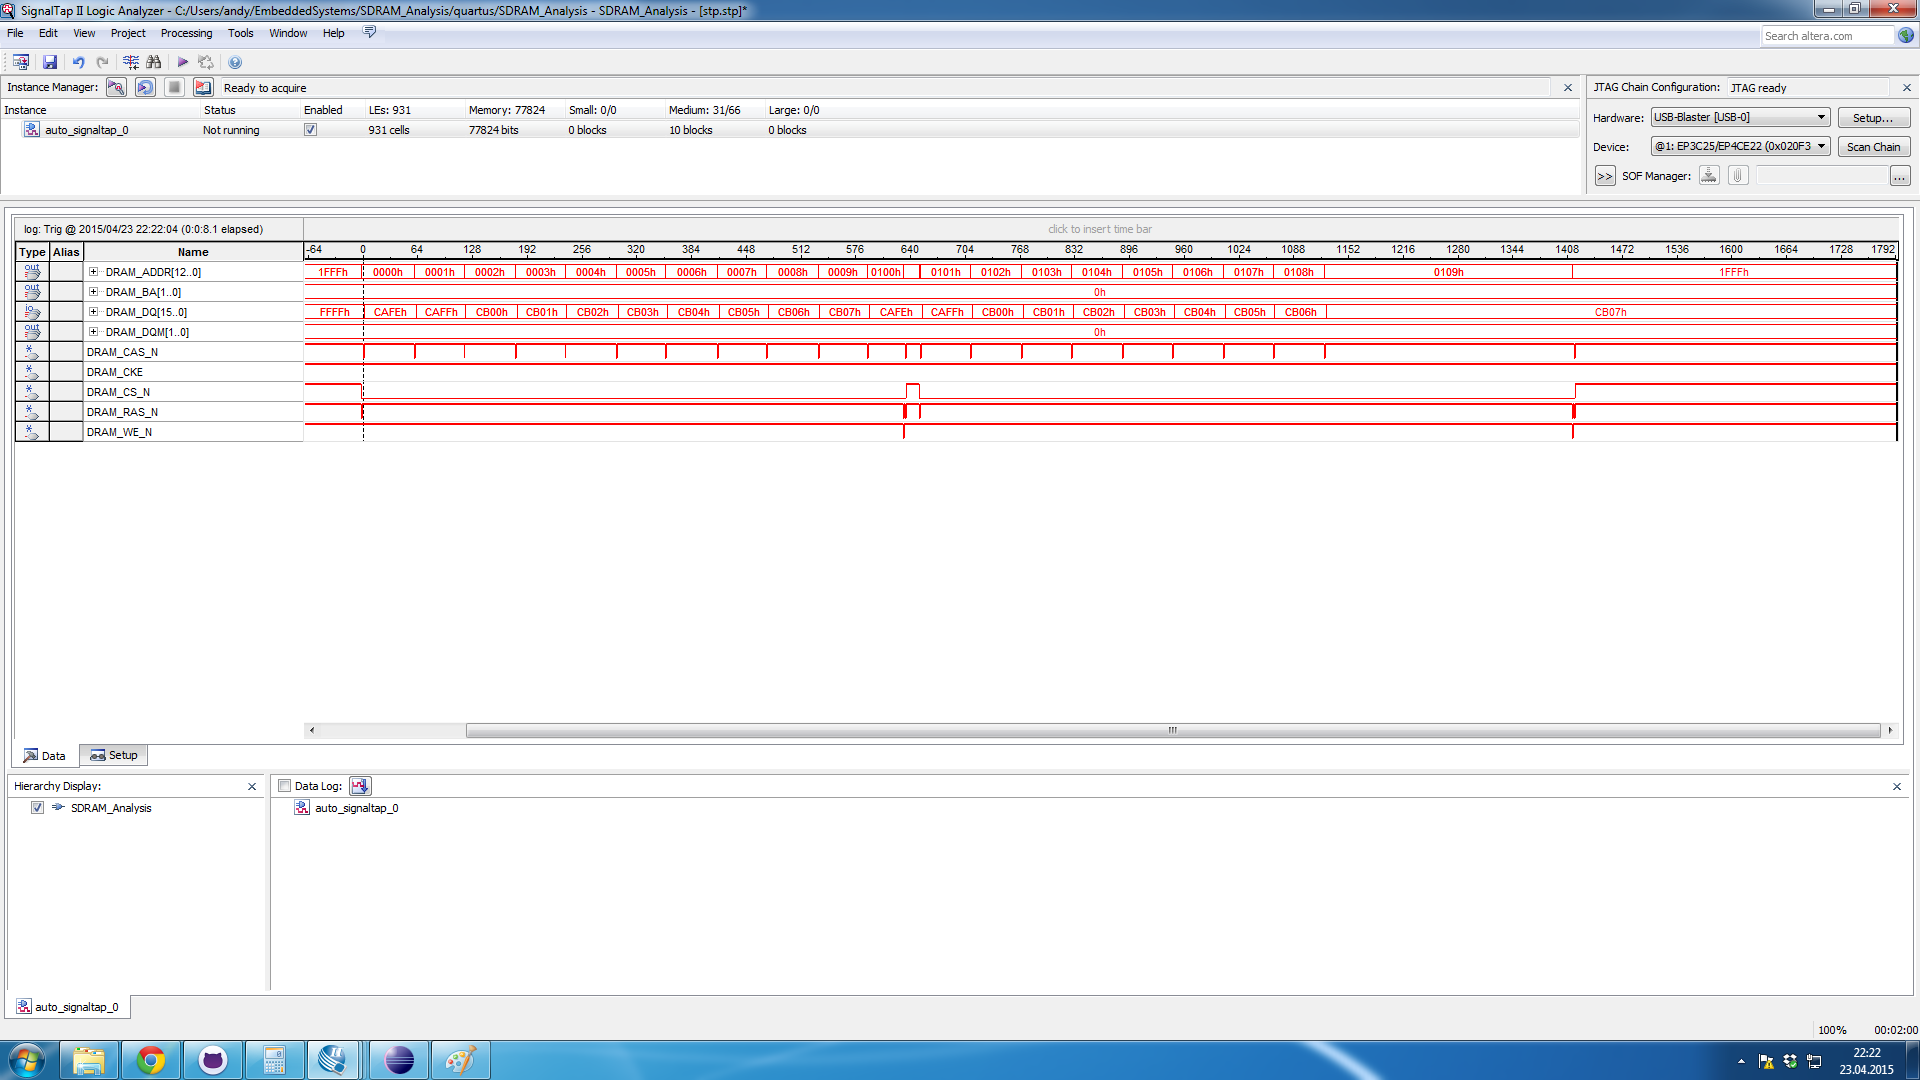 SignalTap II Logic Analyzer - C:/Users/andy/EmbeddedSystems/SDRAM_Analysis/quartus/SDRAM_Analysis - SDRAM_Analysis - [stp.stp]*
File Edit View Project Processing Tools Window Help
Search altera.com
Instance Manager: Ready to acquire
JTAG Chain Configuration: JTAG ready
Instance Status Enabled LEs: 931 Memory: 77824 Small: 0/0 Medium: 31/66 Large: 0/0
auto_signaltap_0 Not running 931 cells 77824 bits 0 blocks 10 blocks 0 blocks
Hardware: USB-Blaster [USB-0] Setup...
Device: @1: EP3C25/EP4CE22 (0x020F3 Scan Chain
>> SOF Manager: ...
log: Trig @ 2015/04/23 22:22:04 (0:0:8.1 elapsed) click to insert time bar
Type Alias Name -64 0 64 128 192 256 320 384 448 512 576 640 704 768 832 896 960 1024 1088 1152 1216 1280 1344 1408 1472 1536 1600 1664 1728 1792
out DRAM_ADDR[12..0] 1FFFh 0000h 0001h 0002h 0003h 0004h 0005h 0006h 0007h 0008h 0009h 0100h 0101h 0102h 0103h 0104h 0105h 0106h 0107h 0108h 0109h 1FFFh
out DRAM_BA[1..0] 0h
io DRAM_DQ[15..0] FFFFh CAFEh CAFFh CB00h CB01h CB02h CB03h CB04h CB05h CB06h CB07h CAFEh CAFFh CB00h CB01h CB02h CB03h CB04h CB05h CB06h CB07h
out DRAM_DQM[1..0] 0h
* DRAM_CAS_N
* DRAM_CKE
* DRAM_CS_N
* DRAM_RAS_N
* DRAM_WE_N
Data Setup
Hierarchy Display: Data Log:
SDRAM_Analysis auto_signaltap_0
auto_signaltap_0
100% 00:02:00
22:22
23.04.2015